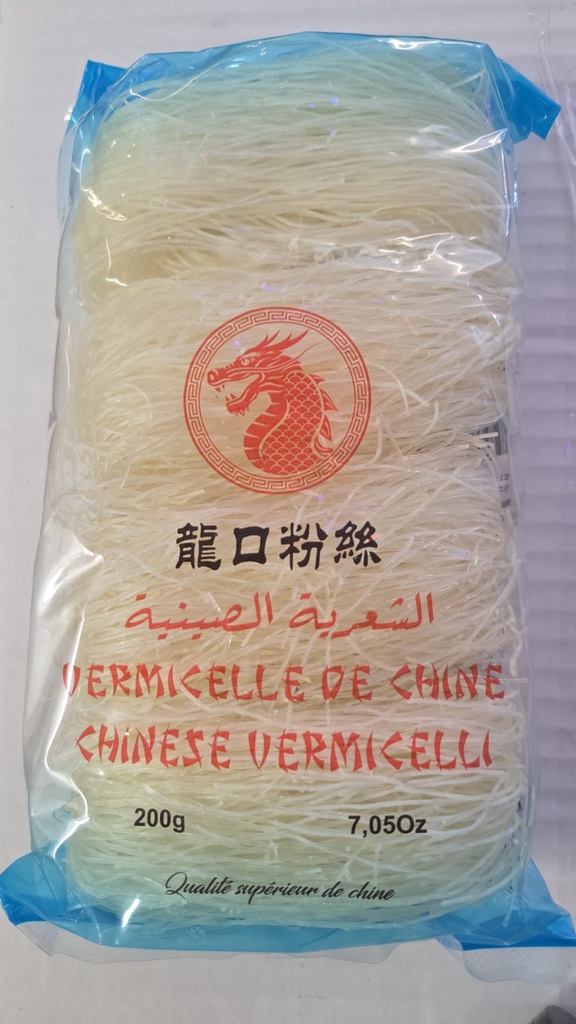 龍口粉絲
الشعرية الصينية
VERMICELLE DE CHINE
CHINESE VERMICELLI
200g 7,05Oz
Qualité supérieur de chine